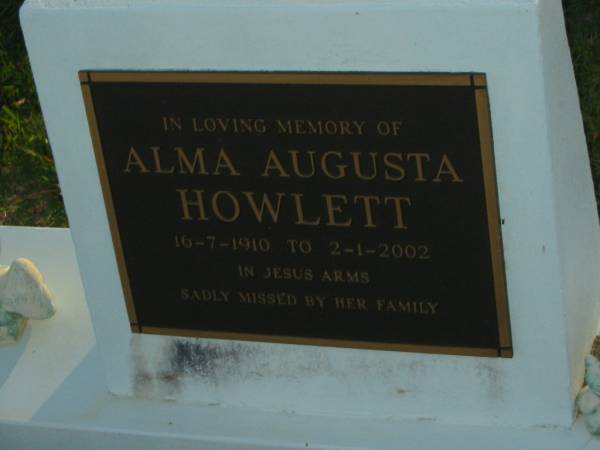 IN LOVING MEMORY OF
ALMA AUGUSTA
HOWLETT
16-7-1910 TO 2-1-2002
IN JESUS ARMS
SADLY MISSED BY HER FAMILY